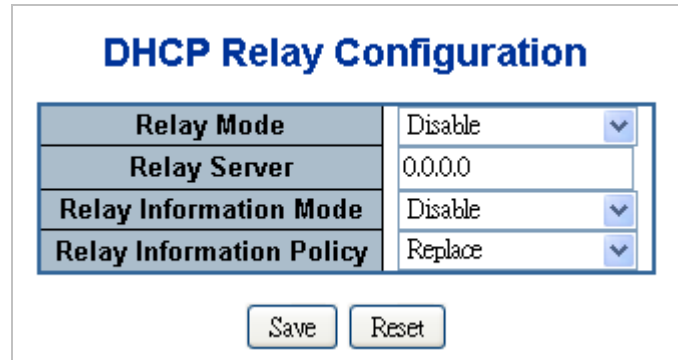 DHCP Relay Configuration
Relay Mode Disable
Relay Server 0.0.0.0
Relay Information Mode Disable
Relay Information Policy Replace
Save Reset